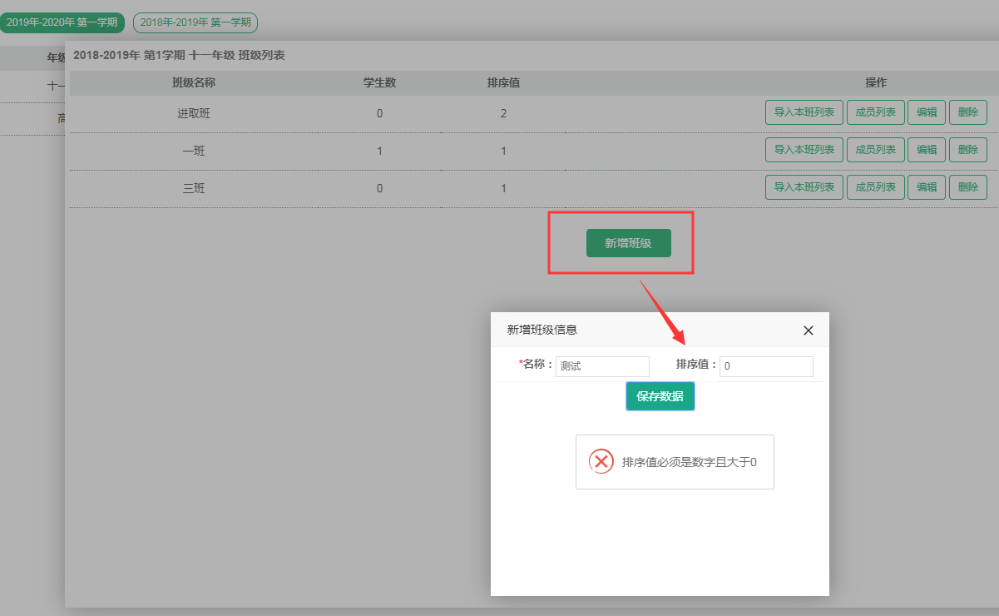 2019年-2020年 第一学期 2018年-2019年 第一学期
年级
2018-2019年 第1学期 十一年级 班级列表
班级名称 学生数 排序值 操作
十一
进取班 0 2 导入本班列表 成员列表 编辑 删除
高
一班 1 1 导入本班列表 成员列表 编辑 删除
三班 0 1 导入本班列表 成员列表 编辑 删除
新增班级
新增班级信息
*名称： 测试 排序值： 0
保存数据
排序值必须是数字且大于0